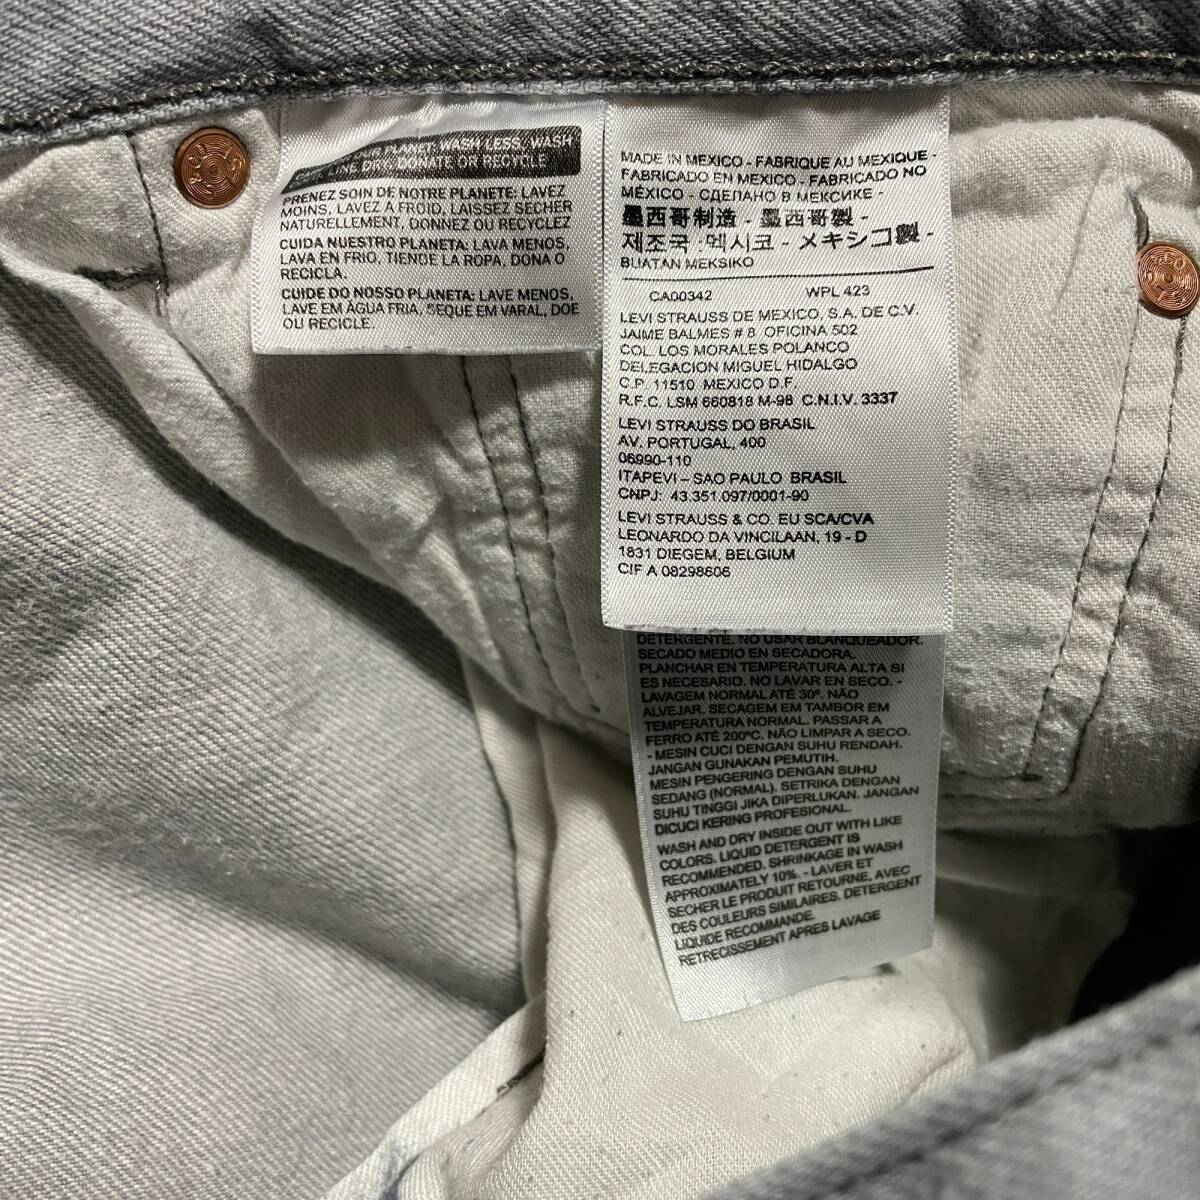 WASH LESS, WASH
LINE DRY, DONATE OR RECYCLE
PRENEZ SOIN DE NOTRE PLANETE: LAVEZ
MOINS, LAVEZ A FROID, LAISSEZ SECHER
NATURELLEMENT, DONNEZ OU RECYCLEZ
CUIDA NUESTRO PLANETA: LAVA MENOS,
LAVA EN FRIO, TIENDE LA ROPA, DONA O
RECICLA.
CUIDE DO NOSSO PLANETA: LAVE MENOS,
LAVE EM ÁGUA FRIA, SEQUE EM VARAL, DOE
OU RECICLE.
MADE IN MEXICO - FABRIQUE AU MEXIQUE -
FABRICADO EN MEXICO - FABRICADO NO
MÉXICO - СДЕЛАНО В МЕКСИКЕ -
墨西哥制造 - 墨西哥製 -
제조국 :멕시코 - メキシコ製 -
BUATAN MEKSIKO
CA00342 WPL 423
LEVI STRAUSS DE MEXICO, S.A. DE C.V.
JAIME BALMES # 8 OFICINA 502
COL. LOS MORALES POLANCO
DELEGACION MIGUEL HIDALGO
C.P. 11510 MEXICO D.F.
R.F.C. LSM 660818 M-98 C.N.I.V. 3337
LEVI STRAUSS DO BRASIL
AV. PORTUGAL, 400
06990-110
ITAPEVI – SAO PAULO BRASIL
CNPJ: 43.351.097/0001-90
LEVI STRAUSS & CO. EU SCA/CVA
LEONARDO DA VINCILAAN, 19 - D
1831 DIEGEM, BELGIUM
CIF A 08298606
DETERGENTE. NO USAR BLANQUEADOR.
SECADO MEDIO EN SECADORA.
PLANCHAR EN TEMPERATURA ALTA SI
ES NECESARIO. NO LAVAR EN SECO. -
LAVAGEM NORMAL ATÉ 30º. NÃO
ALVEJAR. SECAGEM EM TAMBOR EM
TEMPERATURA NORMAL. PASSAR A
FERRO ATÉ 200ºC. NÃO LIMPAR A SECO.
- MESIN CUCI DENGAN SUHU RENDAH.
JANGAN GUNAKAN PEMUTIH.
MESIN PENGERING DENGAN SUHU
SEDANG (NORMAL). SETRIKA DENGAN
SUHU TINGGI JIKA DIPERLUKAN. JANGAN
DICUCI KERING PROFESIONAL.
WASH AND DRY INSIDE OUT WITH LIKE
COLORS. LIQUID DETERGENT IS
RECOMMENDED. SHRINKAGE IN WASH
APPROXIMATELY 10%. - LAVER ET
SECHER LE PRODUIT RETOURNE, AVEC
DES COULEURS SIMILAIRES. DETERGENT
LIQUIDE RECOMMANDE.
RETRECISSEMENT APRES LAVAGE